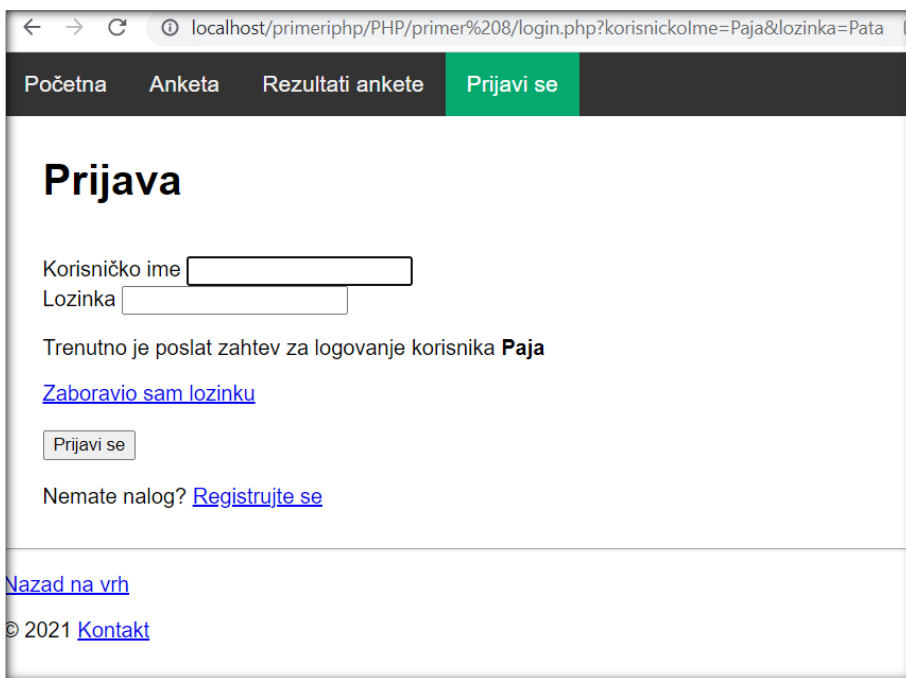 localhost/primeriphp/PHP/primer%208/login.php?korisnickoIme=Paja&lozinka=Pata
Početna Anketa Rezultati ankete Prijavi se
Prijava
Korisničko ime
Lozinka
Trenutno je poslat zahtev za logovanje korisnika Paja
Zaboravio sam lozinku
Prijavi se
Nemate nalog? Registrujte se
Nazad na vrh
© 2021 Kontakt